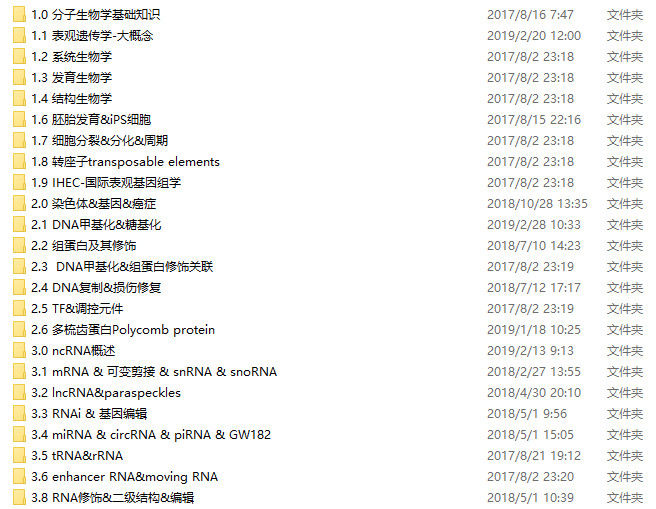 1.0 分子生物学基础知识 2017/8/16 7:47 文件夹
1.1 表观遗传学-大概念 2019/2/20 12:00 文件夹
1.2 系统生物学 2017/8/2 23:18 文件夹
1.3 发育生物学 2017/8/2 23:18 文件夹
1.4 结构生物学 2017/8/2 23:18 文件夹
1.6 胚胎发育&iPS细胞 2017/8/15 22:16 文件夹
1.7 细胞分裂&分化&周期 2017/8/2 23:18 文件夹
1.8 转座子transposable elements 2017/8/2 23:18 文件夹
1.9 IHEC-国际表观基因组学 2017/8/2 23:18 文件夹
2.0 染色体&基因&癌症 2018/10/28 13:35 文件夹
2.1 DNA甲基化&糖基化 2019/2/28 10:33 文件夹
2.2 组蛋白及其修饰 2018/7/10 14:23 文件夹
2.3  DNA甲基化&组蛋白修饰关联 2017/8/2 23:19 文件夹
2.4 DNA复制&损伤修复 2018/7/12 17:17 文件夹
2.5 TF&调控元件 2017/8/2 23:19 文件夹
2.6 多梳齿蛋白Polycomb protein 2019/1/18 10:25 文件夹
3.0 ncRNA概述 2019/2/13 9:13 文件夹
3.1 mRNA & 可变剪接 & snRNA & snoRNA 2018/2/27 13:55 文件夹
3.2 lncRNA&paraspeckles 2018/4/30 20:10 文件夹
3.3 RNAi & 基因编辑 2018/5/1 9:56 文件夹
3.4 miRNA & circRNA & piRNA & GW182 2018/5/1 15:05 文件夹
3.5 tRNA&rRNA 2017/8/21 19:12 文件夹
3.6 enhancer RNA&moving RNA 2017/8/2 23:20 文件夹
3.8 RNA修饰&二级结构&编辑 2018/5/1 10:39 文件夹